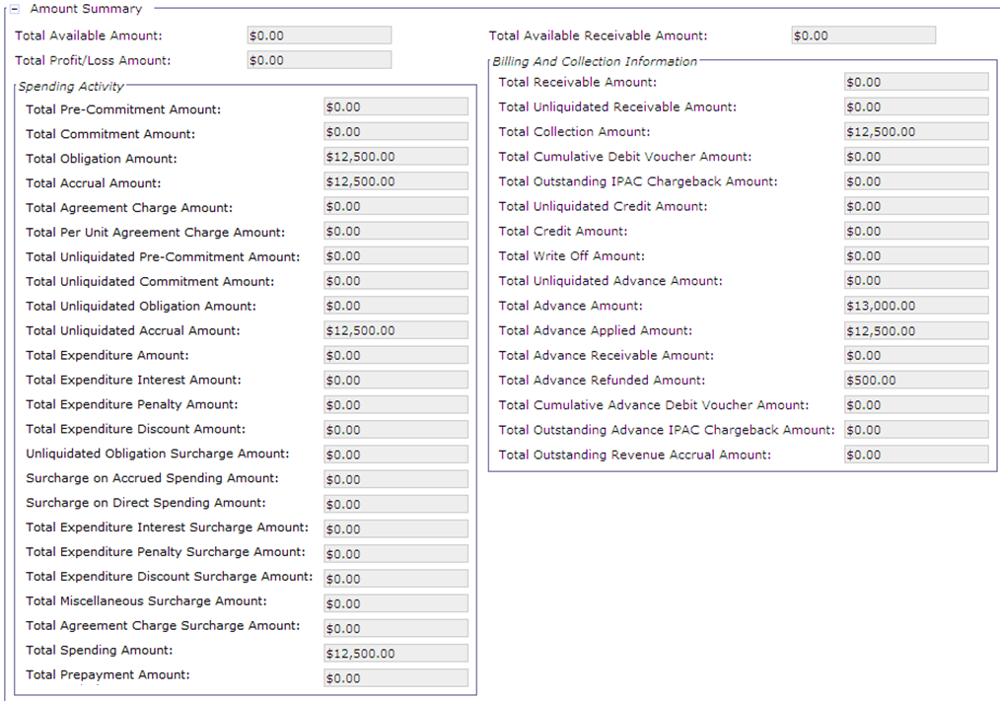 Amount Summary
Total Available Amount: $0.00
Total Profit/Loss Amount: $0.00
Spending Activity
Total Pre-Commitment Amount: $0.00
Total Commitment Amount: $0.00
Total Obligation Amount: $12,500.00
Total Accrual Amount: $12,500.00
Total Agreement Charge Amount: $0.00
Total Per Unit Agreement Charge Amount: $0.00
Total Unliquidated Pre-Commitment Amount: $0.00
Total Unliquidated Commitment Amount: $0.00
Total Unliquidated Obligation Amount: $0.00
Total Unliquidated Accrual Amount: $12,500.00
Total Expenditure Amount: $0.00
Total Expenditure Interest Amount: $0.00
Total Expenditure Penalty Amount: $0.00
Total Expenditure Discount Amount: $0.00
Unliquidated Obligation Surcharge Amount: $0.00
Surcharge on Accrued Spending Amount: $0.00
Surcharge on Direct Spending Amount: $0.00
Total Expenditure Interest Surcharge Amount: $0.00
Total Expenditure Penalty Surcharge Amount: $0.00
Total Expenditure Discount Surcharge Amount: $0.00
Total Miscellaneous Surcharge Amount: $0.00
Total Agreement Charge Surcharge Amount: $0.00
Total Spending Amount: $12,500.00
Total Prepayment Amount: $0.00
Total Available Receivable Amount: $0.00
Billing And Collection Information
Total Receivable Amount: $0.00
Total Unliquidated Receivable Amount: $0.00
Total Collection Amount: $12,500.00
Total Cumulative Debit Voucher Amount: $0.00
Total Outstanding IPAC Chargeback Amount: $0.00
Total Unliquidated Credit Amount: $0.00
Total Credit Amount: $0.00
Total Write Off Amount: $0.00
Total Unliquidated Advance Amount: $0.00
Total Advance Amount: $13,000.00
Total Advance Applied Amount: $12,500.00
Total Advance Receivable Amount: $0.00
Total Advance Refunded Amount: $500.00
Total Cumulative Advance Debit Voucher Amount: $0.00
Total Outstanding Advance IPAC Chargeback Amount: $0.00
Total Outstanding Revenue Accrual Amount: $0.00